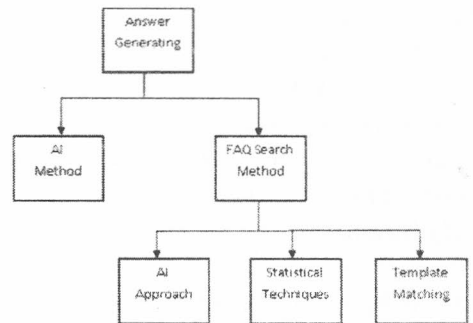 Answer
Generating
AI
Method
FAQ Search
Method
AI
Approach
Statistical
Techniques
Template
Matching